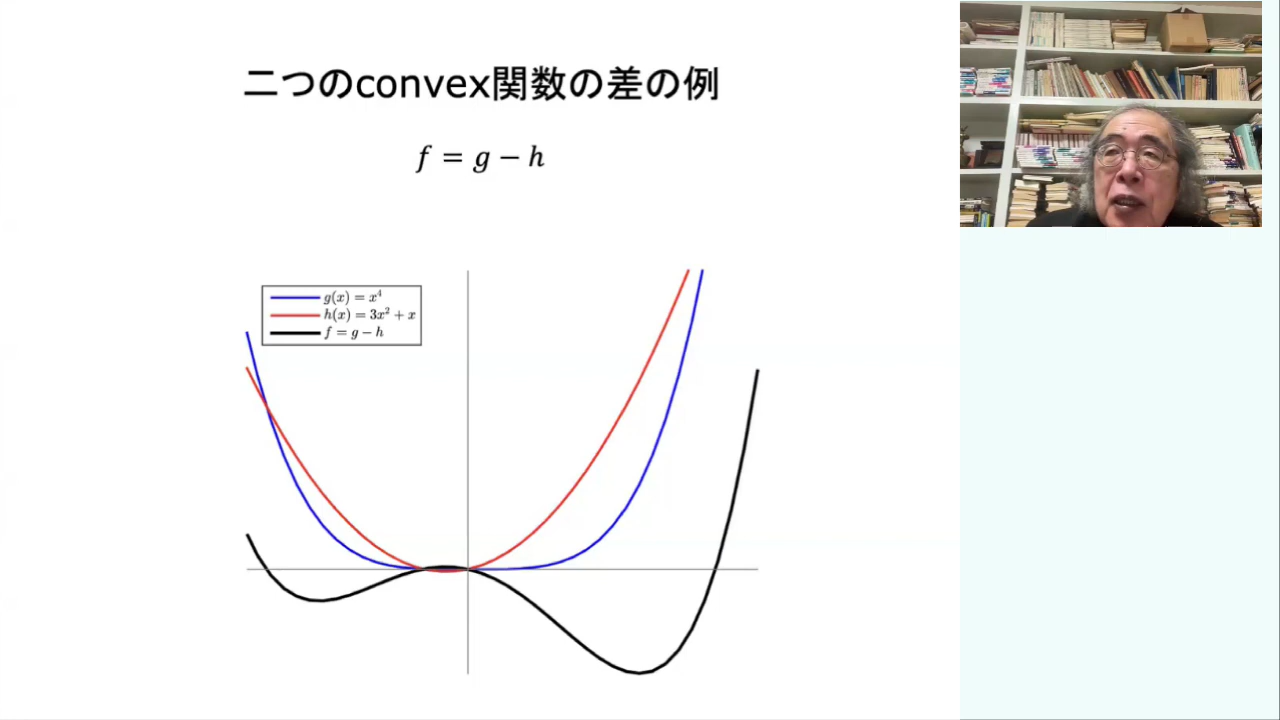 二つのconvex関数の差の例
f = g − h
g(x) = x⁴
h(x) = 3x² + x
f = g − h